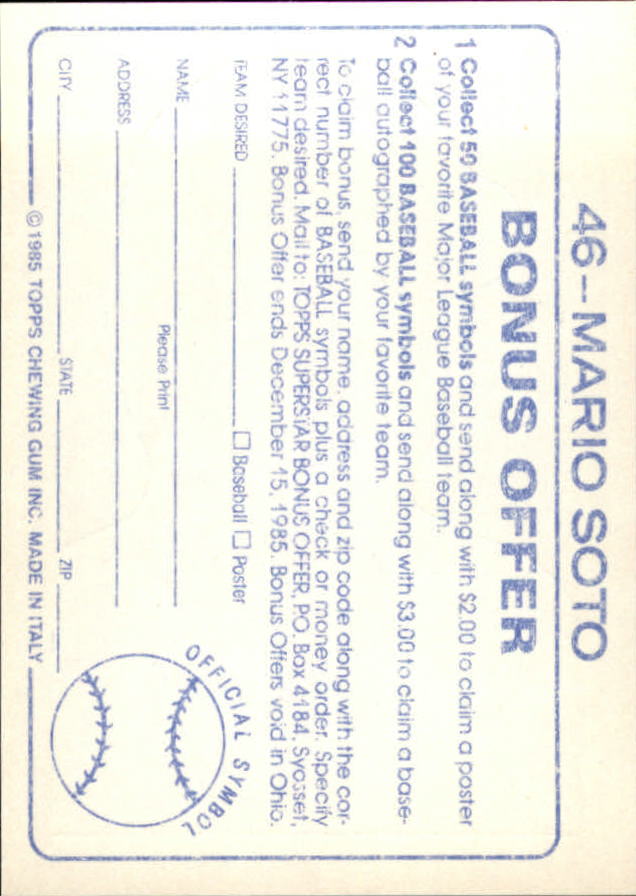 46–MARIO SOTO
BONUS OFFER
1 Collect 50 BASEBALL symbols and send along with $2.00 to claim a poster
of your favorite Major League Baseball team.
2 Collect 100 BASEBALL symbols and send along with $3.00 to claim a base-
ball autographed by your favorite team.
To claim bonus, send your name, address and zip code along with the cor-
rect number of BASEBALL symbols plus a check or money order. Specify
team desired. Mail to: TOPPS SUPERSTAR BONUS OFFER, P.O. Box 4184, Syosset,
NY 11775. Bonus Offer ends December 15, 1985. Bonus Offers void in Ohio.
TEAM DESIRED ☐ Baseball ☐ Poster
NAME
Please Print
ADDRESS
CITY STATE ZIP
OFFICIAL SYMBOL
© 1985 TOPPS CHEWING GUM INC. MADE IN ITALY